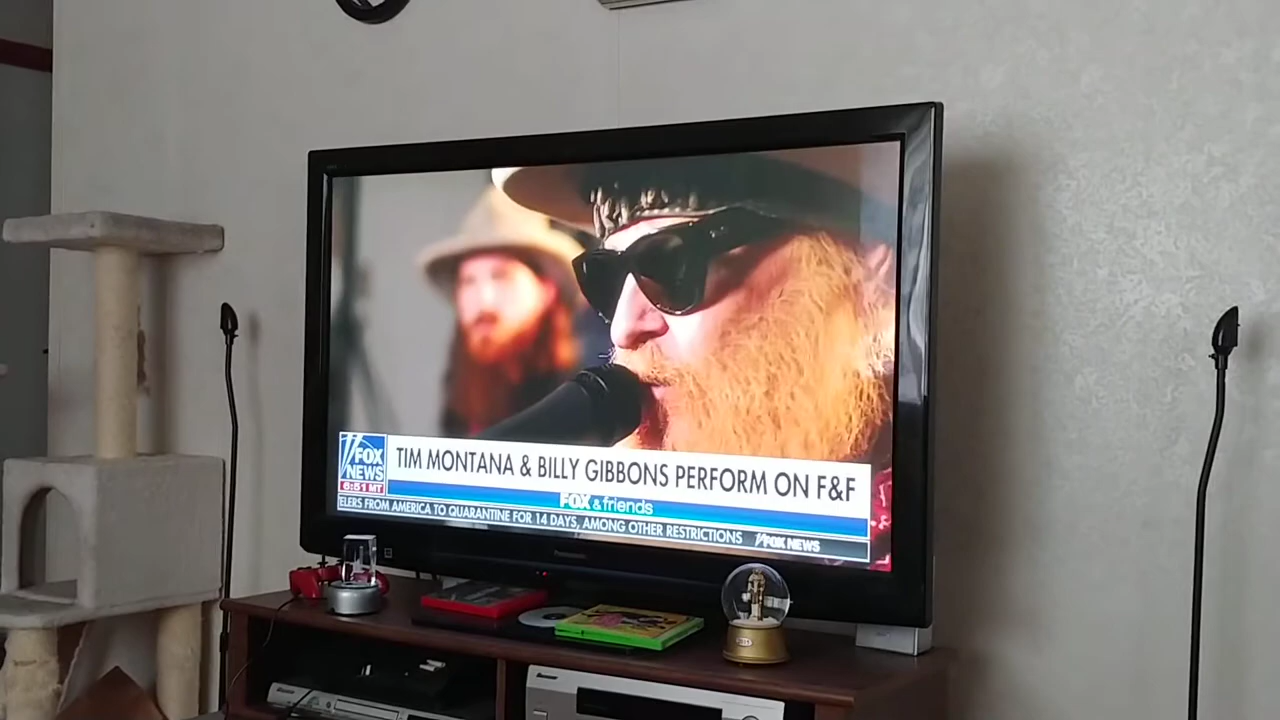 FOX
NEWS
6:51 MT
TIM MONTANA & BILLY GIBBONS PERFORM ON F&F
FOX & friends
ELERS FROM AMERICA TO QUARANTINE FOR 14 DAYS, AMONG OTHER RESTRICTIONS
FOX NEWS
Panasonic